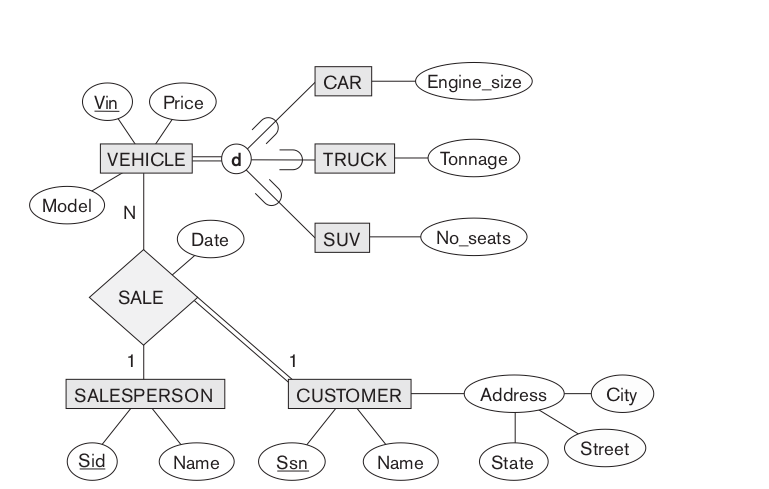 CAR
Engine_size
Vin
Price
VEHICLE
d
TRUCK
Tonnage
Model
N
Date
SUV
No_seats
SALE
1
1
SALESPERSON
CUSTOMER
Address
City
Sid
Name
Ssn
Name
State
Street